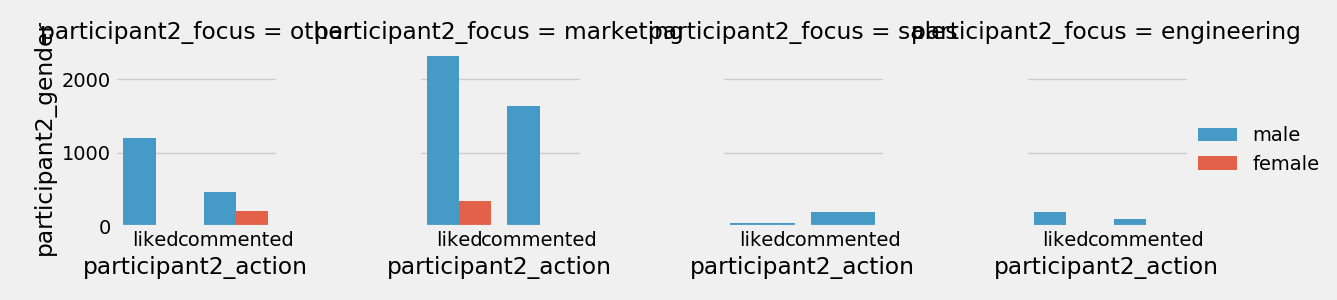 participant2_focus = other
participant2_focus = marketing
participant2_focus = sales
participant2_focus = engineering
participant2_gender
2000
1000
0
liked commented
liked commented
liked commented
liked commented
participant2_action
participant2_action
participant2_action
participant2_action
male
female